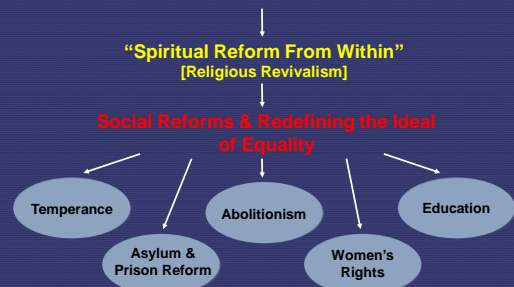 “Spiritual Reform From Within”
[Religious Revivalism]
Social Reforms & Redefining the Ideal
of Equality
Temperance
Asylum &
Prison Reform
Abolitionism
Women’s
Rights
Education